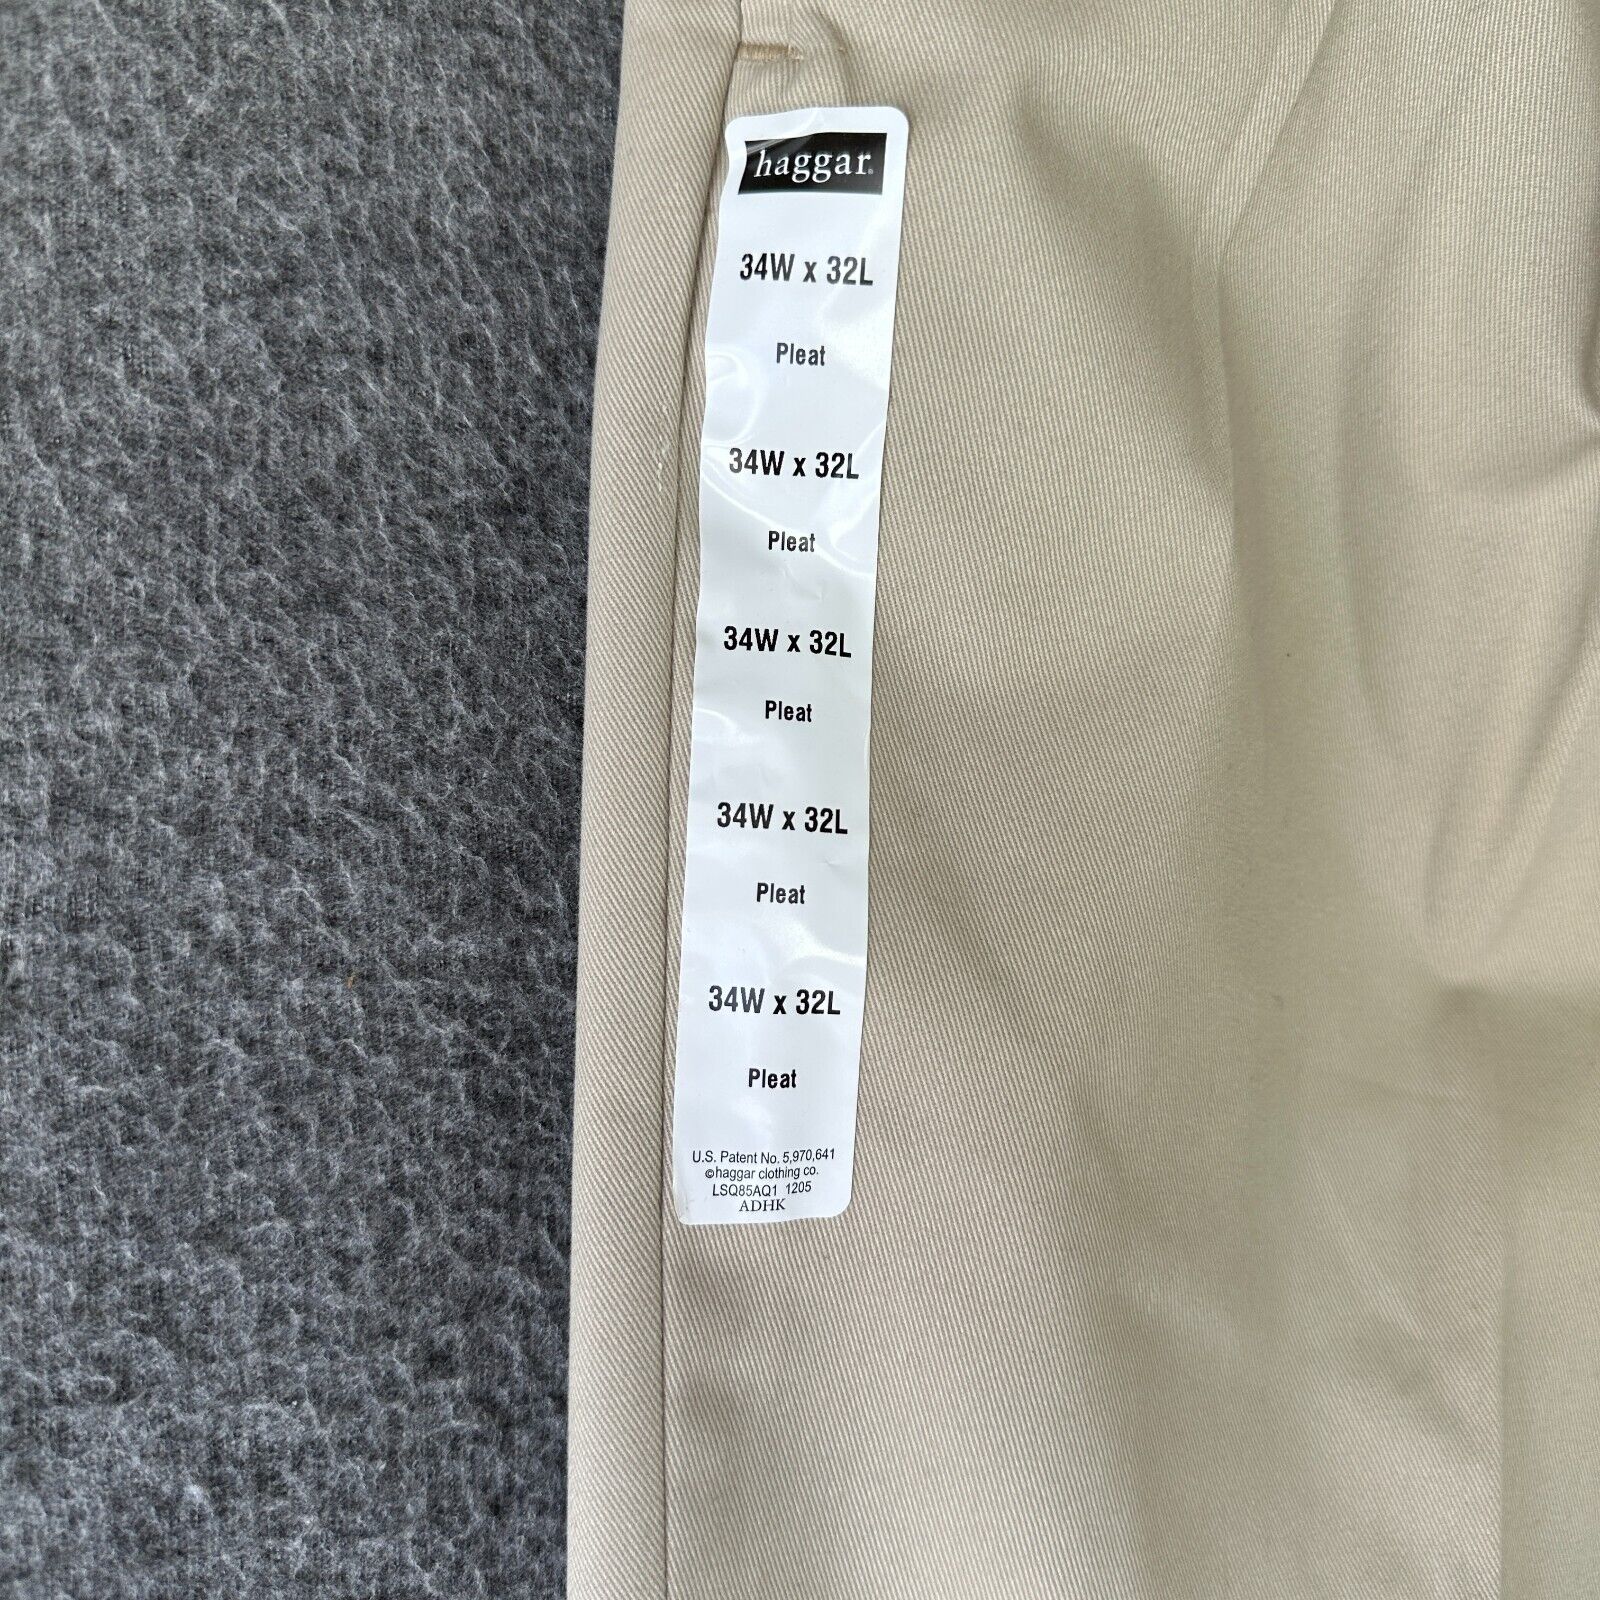 haggar®
34W x 32L
Pleat
34W x 32L
Pleat
34W x 32L
Pleat
34W x 32L
Pleat
34W x 32L
Pleat
U.S. Patent No. 5,970,641
©haggar clothing co.
LSQ85AQ1 1205
ADHK